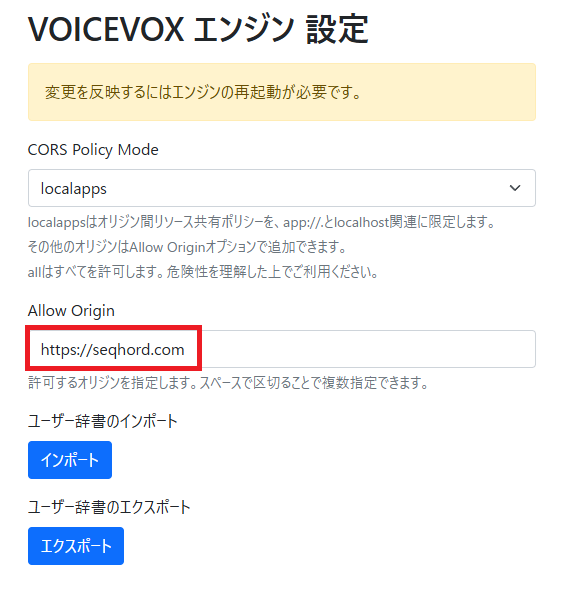 VOICEVOX エンジン 設定
変更を反映するにはエンジンの再起動が必要です。
CORS Policy Mode
localapps
localappsはオリジン間リソース共有ポリシーを、app://.とlocalhost関連に限定します。
その他のオリジンはAllow Originオプションで追加できます。
allはすべてを許可します。危険性を理解した上でご利用ください。
Allow Origin
https://seqhord.com
許可するオリジンを指定します。スペースで区切ることで複数指定できます。
ユーザー辞書のインポート
インポート
ユーザー辞書のエクスポート
エクスポート